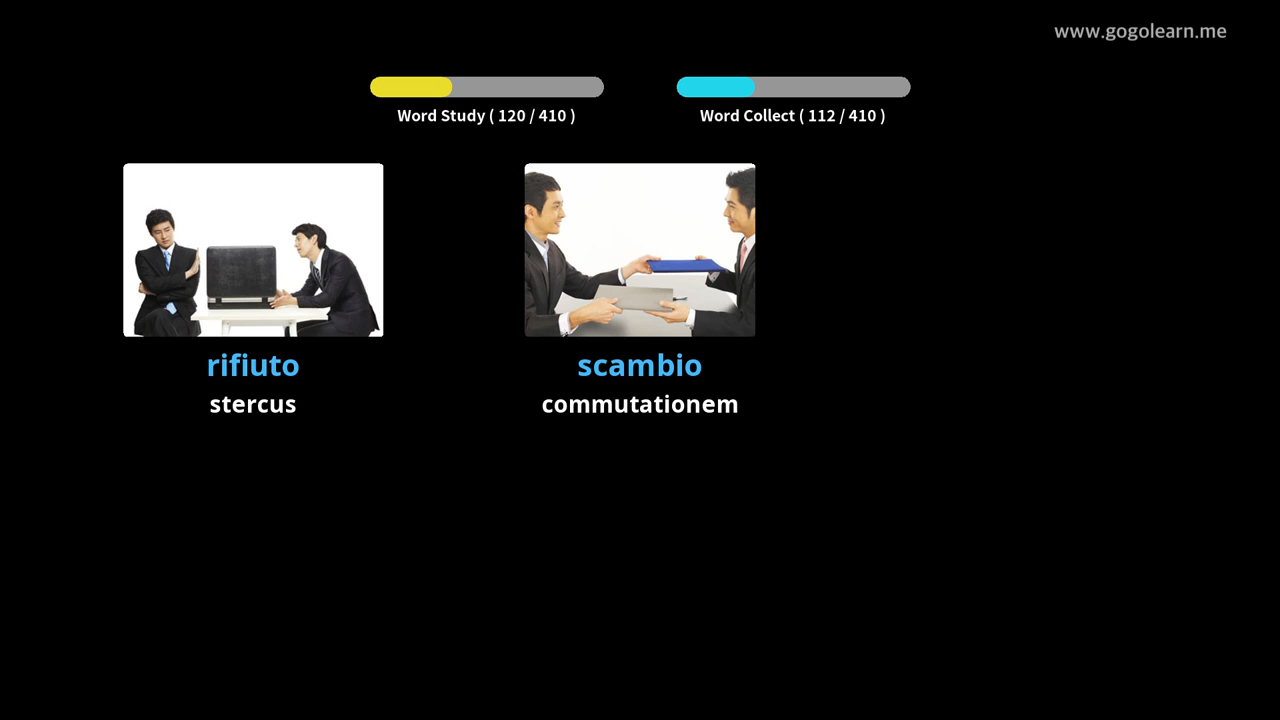 www.gogolearn.me
Word Study ( 120 / 410 )
Word Collect ( 112 / 410 )
rifiuto
stercus
scambio
commutationem